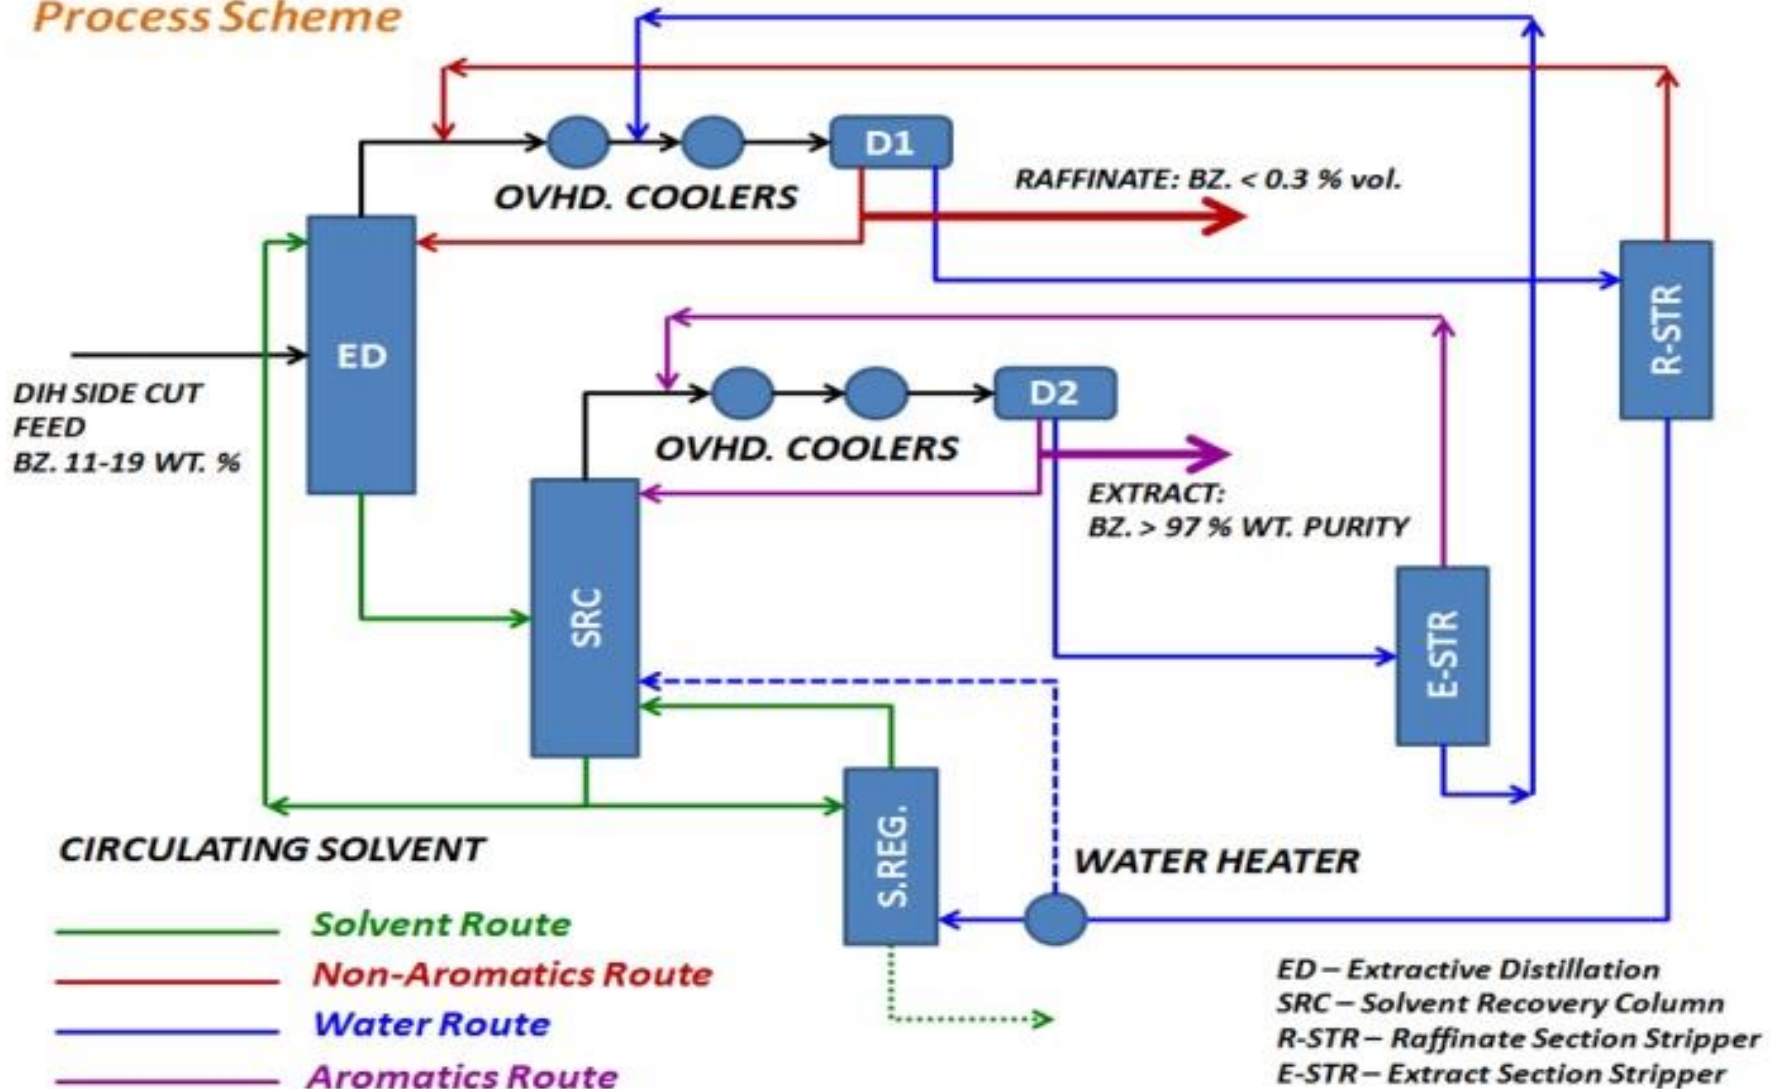 Process Scheme
D1
OVHD. COOLERS
RAFFINATE: BZ. < 0.3 % vol.
ED
R-STR
DIH SIDE CUT
FEED
BZ. 11-19 WT. %
D2
OVHD. COOLERS
EXTRACT:
BZ. > 97 % WT. PURITY
SRC
E-STR
S.REG.
CIRCULATING SOLVENT
WATER HEATER
Solvent Route
Non-Aromatics Route
Water Route
Aromatics Route
ED – Extractive Distillation
SRC – Solvent Recovery Column
R-STR – Raffinate Section Stripper
E-STR – Extract Section Stripper